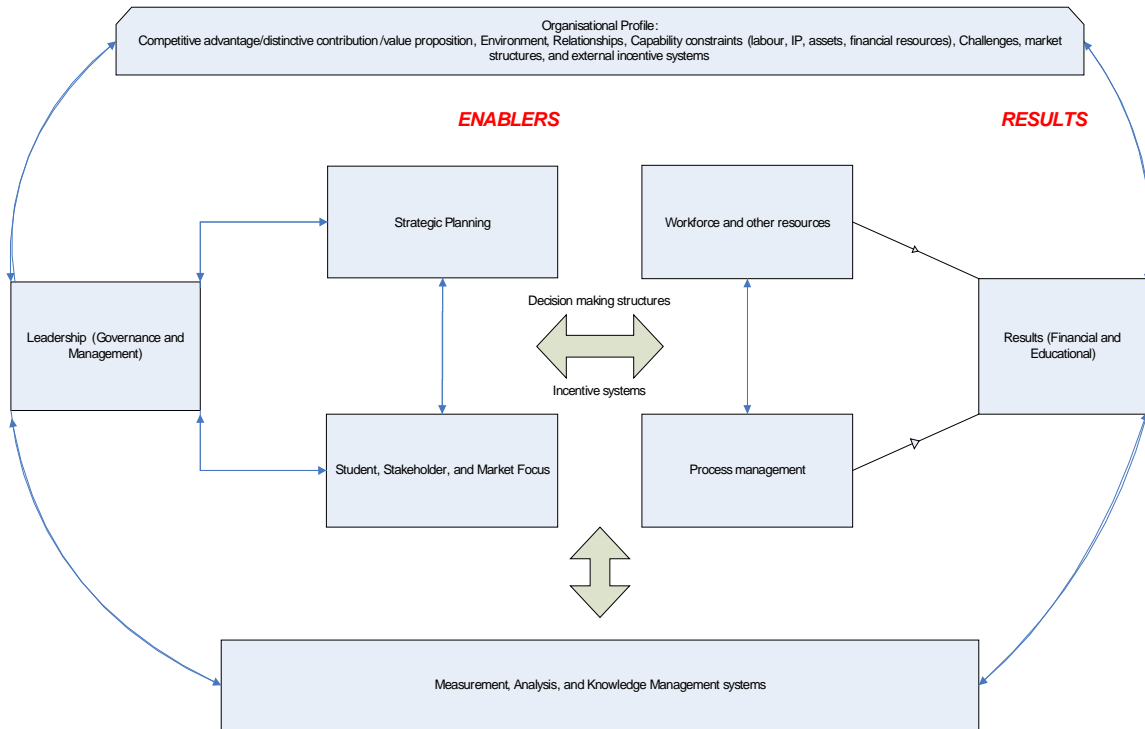 Organisational Profile:
Competitive advantage/distinctive contribution/value proposition, Environment, Relationships, Capability constraints (labour, IP, assets, financial resources), Challenges, market
structures, and external incentive systems
ENABLERS
RESULTS
Strategic Planning
Workforce and other resources
Decision making structures
Leadership (Governance and
Management)
Results (Financial and
Educational)
Incentive systems
Student, Stakeholder, and Market Focus
Process management
Measurement, Analysis, and Knowledge Management systems